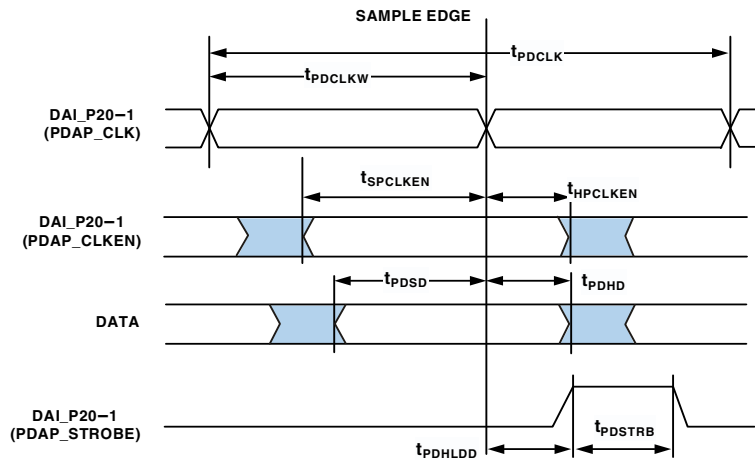 SAMPLE EDGE
tPDCLK
tPDCLKW
DAI_P20–1
(PDAP_CLK)
tSPCLKEN
tHPCLKEN
DAI_P20–1
(PDAP_CLKEN)
tPDSD
tPDHD
DATA
DAI_P20–1
(PDAP_STROBE)
tPDSTRB
tPDHLDD